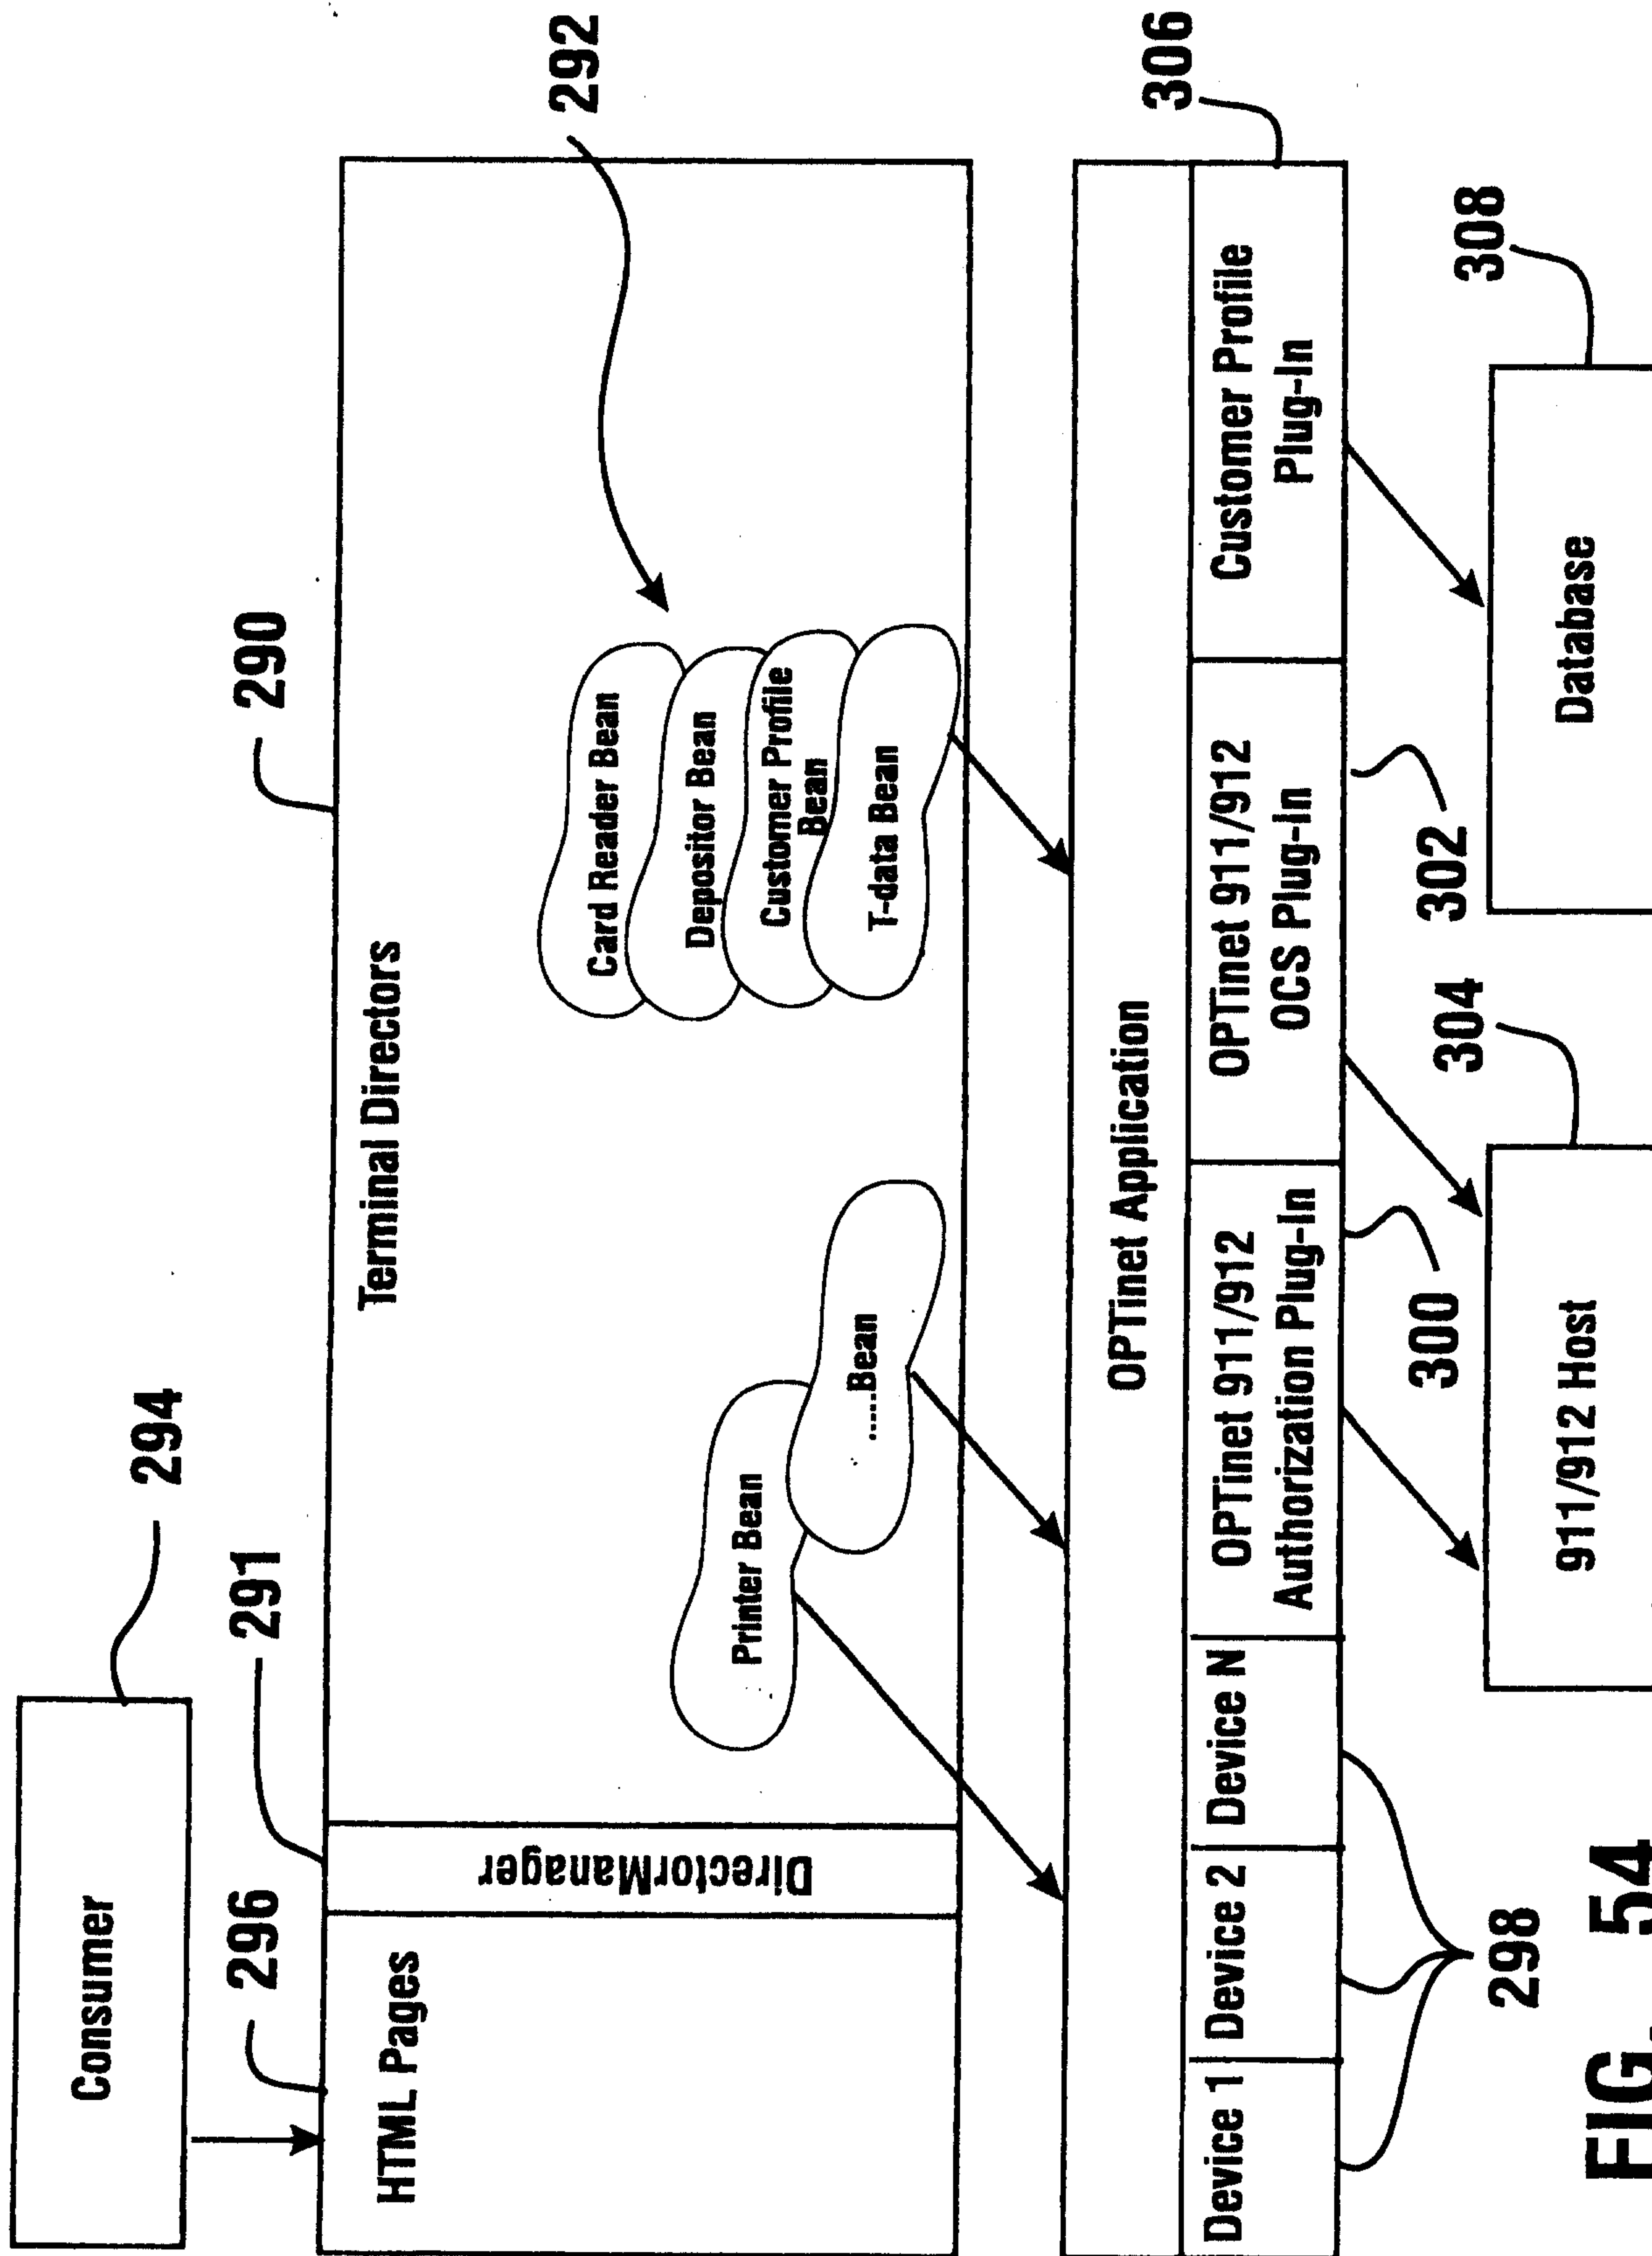 Consumer
294
296
291
290
292
HTML Pages
DirectorManager
Terminal Directors
Printer Bean
.....Bean
Card Reader Bean
Depositor Bean
Customer Profile
Bean
T-data Bean
OPTinet Application
Device 1
Device 2
Device N
OPTinet 911/912
Authorization Plug-In
OPTinet 911/912
OCS Plug-In
Customer Profile
Plug-In
306
298
300
302
304
308
911/912 Host
Database
FIG. 54